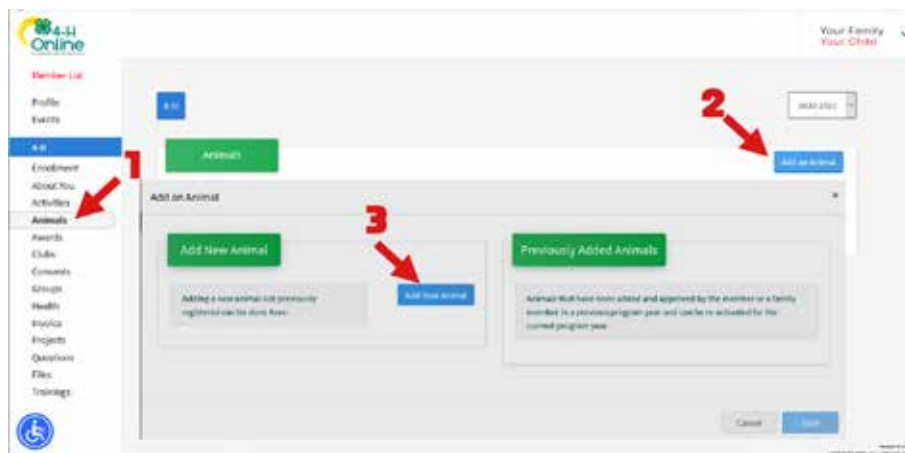 4-H
Online
Your Family
Your Child
Member List
Profile
Events
4-H
Enrollment
About You
Activities
Animals
Awards
Clubs
Consents
Groups
Health
Invoice
Projects
Questions
Files
Trainings
4-H
2
Animals
Add an Animal
1
Add an Animal
×
3
Add New Animal
Previously Added Animals
Add New Animal
Adding a new animal not previously
registered can be done here.
Animals that have been added and approved by the member or a family
member in a previous program year and can be re-activated for the
current program year.
Cancel
Save